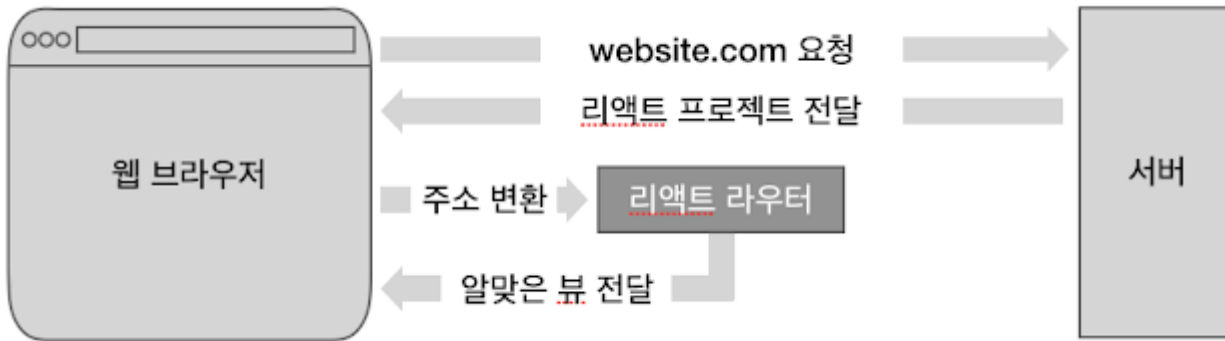 website.com 요청
리액트 프로젝트 전달
웹 브라우저
서버
주소 변환
리액트 라우터
알맞은 뷰 전달